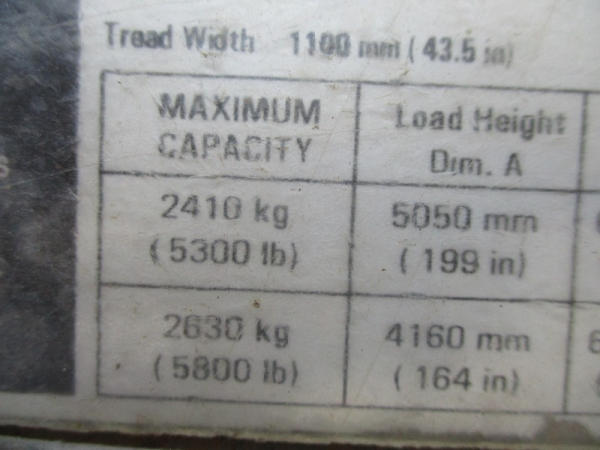 Tread Width 1100 mm (43.5 in)
MAXIMUM CAPACITY
Load Height Dim. A
2410 kg (5300 lb)
5050 mm (199 in)
2630 kg (5800 lb)
4160 mm (164 in)